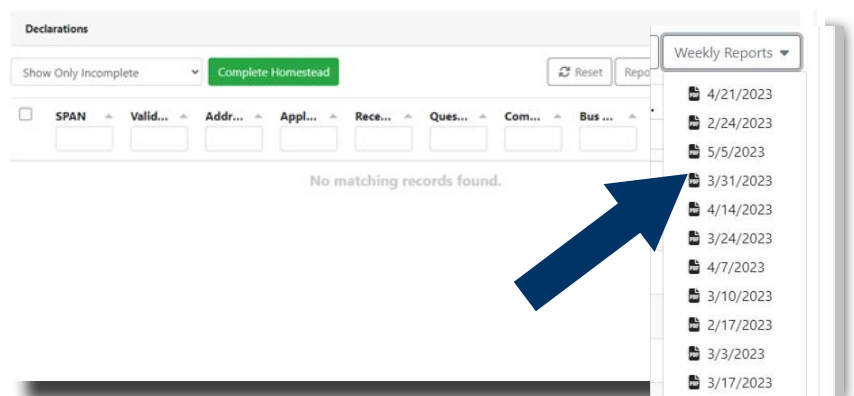 Declarations
Show Only Incomplete
Complete Homestead
Reset
Repo
Weekly Reports
SPAN Valid... Addr... Appl... Rece... Ques... Com... Bus ...
No matching records found.
4/21/2023
2/24/2023
5/5/2023
3/31/2023
4/14/2023
3/24/2023
4/7/2023
3/10/2023
2/17/2023
3/3/2023
3/17/2023